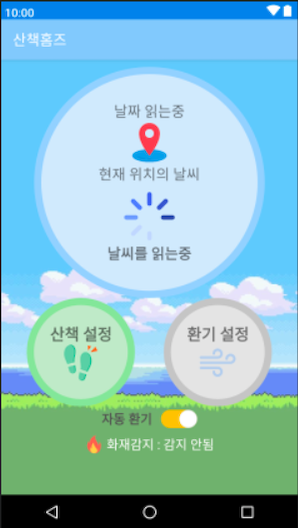 10:00
산책홈즈
날짜 읽는중
현재 위치의 날씨
날씨를 읽는중
산책 설정
환기 설정
자동 환기
화재감지 : 감지 안됨